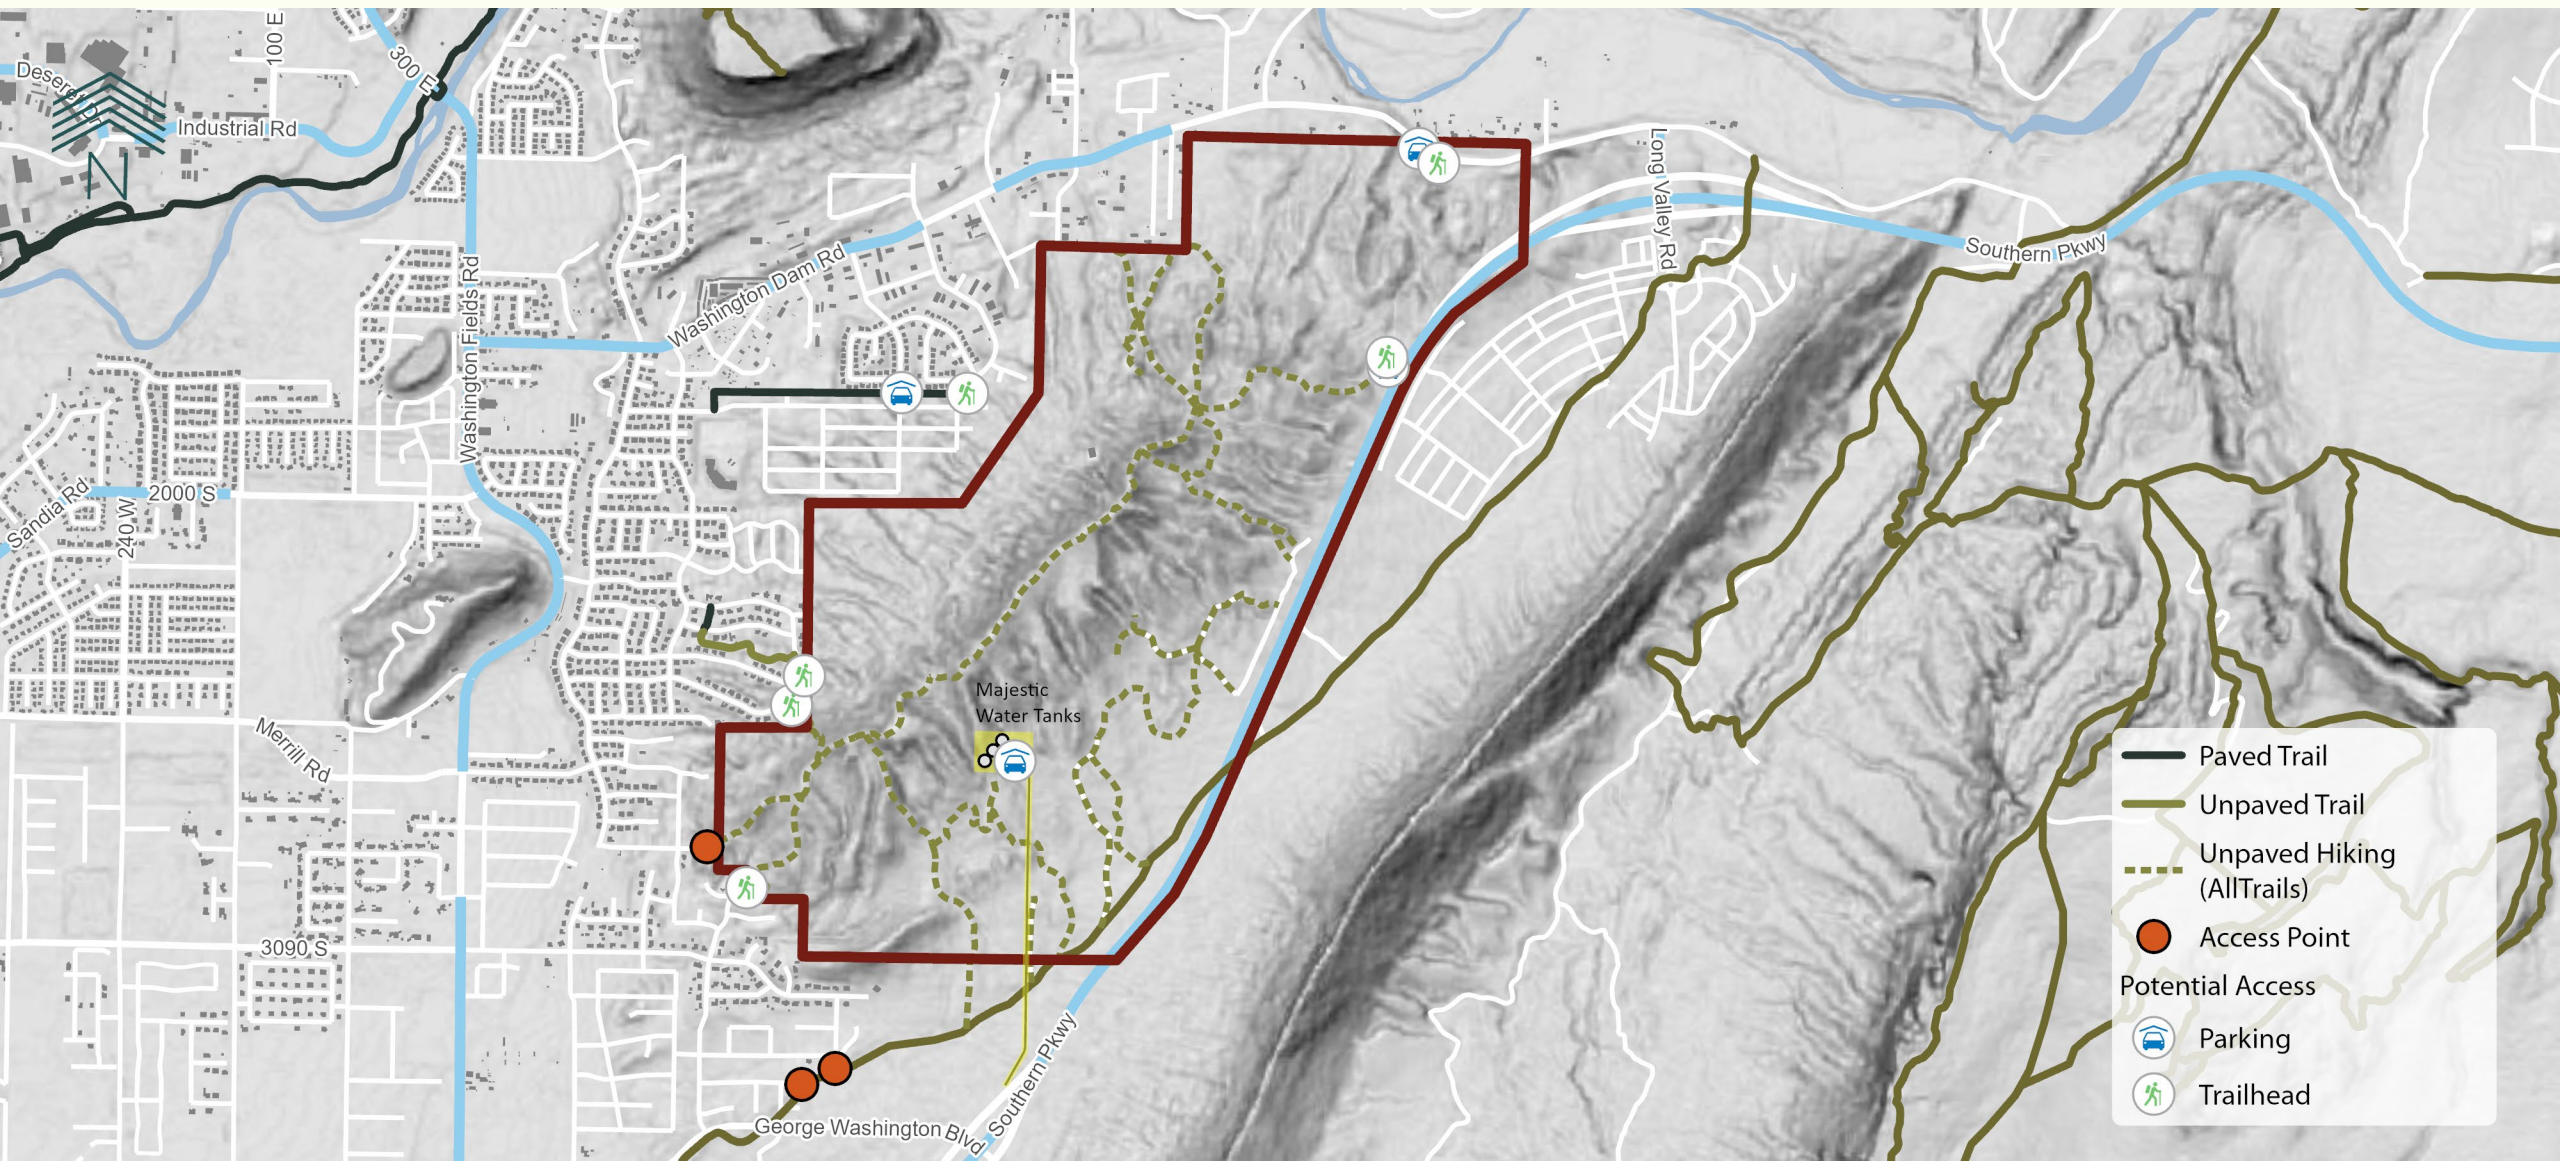 100 E
300 E
Deseret Dr
Industrial Rd
N
Long Valley Rd
Southern Pkwy
Washington Dam Rd
Washington Fields Rd
2000 S
Sandia Rd
240 W
Majestic
Water Tanks
Merrill Rd
3090 S
Southern Pkwy
George Washington Blvd
Paved Trail
Unpaved Trail
Unpaved Hiking
(AllTrails)
Access Point
Potential Access
Parking
Trailhead